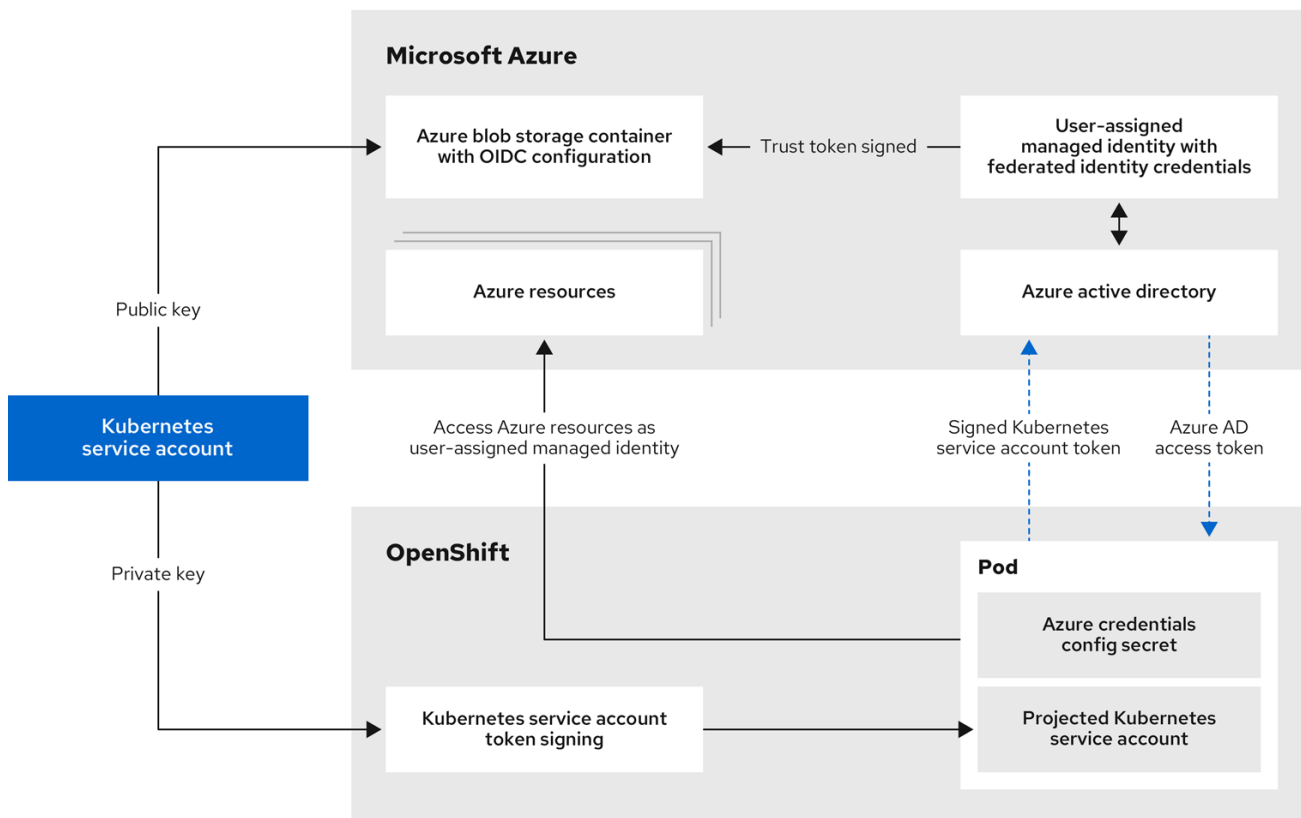 Microsoft Azure
Azure blob storage container
with OIDC configuration
Trust token signed
User-assigned
managed identity with
federated identity credentials
Azure resources
Azure active directory
Public key
Kubernetes
service account
Access Azure resources as
user-assigned managed identity
Signed Kubernetes
service account token
Azure AD
access token
Private key
OpenShift
Pod
Azure credentials
config secret
Kubernetes service account
token signing
Projected Kubernetes
service account